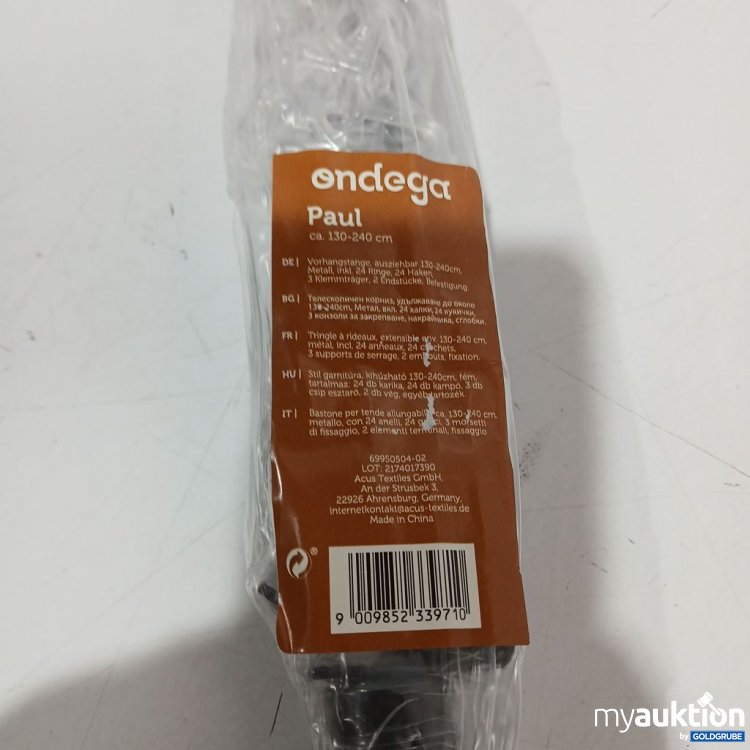 ondega
Paul
ca. 130-240 cm
DE | Vorhangstange, ausziehbar 130-240cm,
Metall, inkl. 24 Ringe, 24 Haken,
3 Klemmträger, 2 Endstücke, Befestigung.
BG | Телескопичен корниз, удължаване до около
130-240cm, Метал, вкл. 24 халки, 24 кукички,
3 конзоли за закрепване, накрайника, сглобки.
FR | Tringle à rideaux, extensible env. 130-240 cm,
métal, incl. 24 anneaux, 24 crochets,
3 supports de serrage, 2 embouts, fixation.
HU | Stil garnitúra, kihúzható 130-240cm, fém,
tartalmaz: 24 db karika, 24 db kampó, 3 db
csip esztaró, 2 db vég, egyéb tartozék.
IT | Bastone per tende allungabile ca. 130-240 cm,
metallo, con 24 anelli, 24 ganci, 3 morsetti
di fissaggio, 2 elementi terminali, fissaggio
69950504-02
LOT: 2174017390
Acus Textiles GmbH,
An der Strusbek 3,
22926 Ahrensburg, Germany,
internetkontakt@acus-textiles.de
Made in China
®
9 009852 339710
myauktion
by GOLDGRUBE